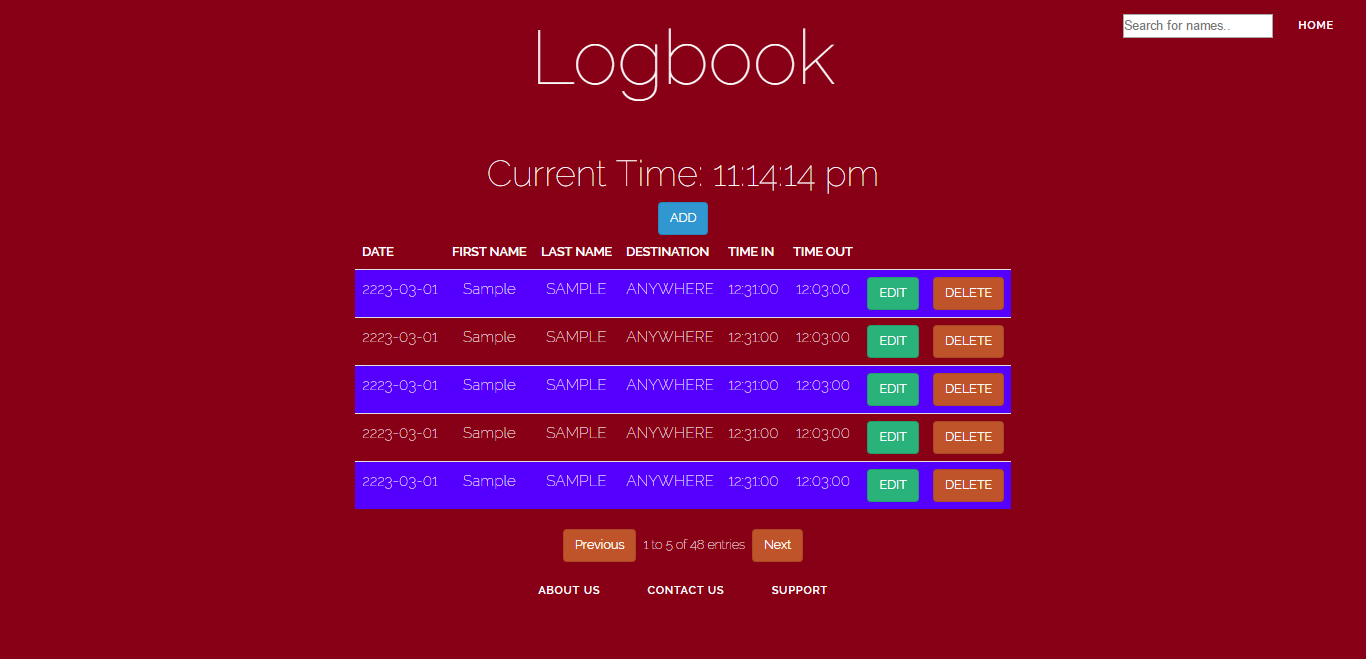 Search for names.. HOME
Logbook
Current Time: 11:14:14 pm
ADD
DATE FIRST NAME LAST NAME DESTINATION TIME IN TIME OUT
2223-03-01 Sample SAMPLE ANYWHERE 12:31:00 12:03:00 EDIT DELETE
2223-03-01 Sample SAMPLE ANYWHERE 12:31:00 12:03:00 EDIT DELETE
2223-03-01 Sample SAMPLE ANYWHERE 12:31:00 12:03:00 EDIT DELETE
2223-03-01 Sample SAMPLE ANYWHERE 12:31:00 12:03:00 EDIT DELETE
2223-03-01 Sample SAMPLE ANYWHERE 12:31:00 12:03:00 EDIT DELETE
Previous 1 to 5 of 48 entries Next
ABOUT US CONTACT US SUPPORT